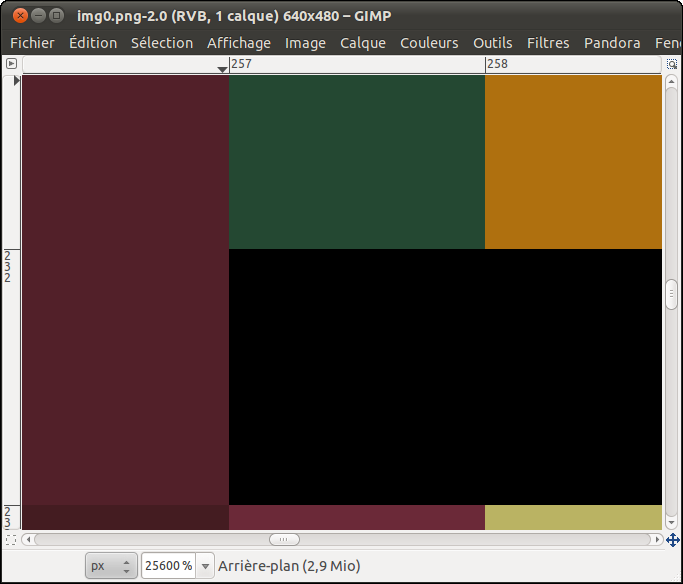 img0.png-2.0 (RVB, 1 calque) 640x480 – GIMP
Fichier Édition Sélection Affichage Image Calque Couleurs Outils Filtres Pandora Fen
257 258
2
3
2
2
3
px 25600 % Arrière-plan (2,9 Mio)